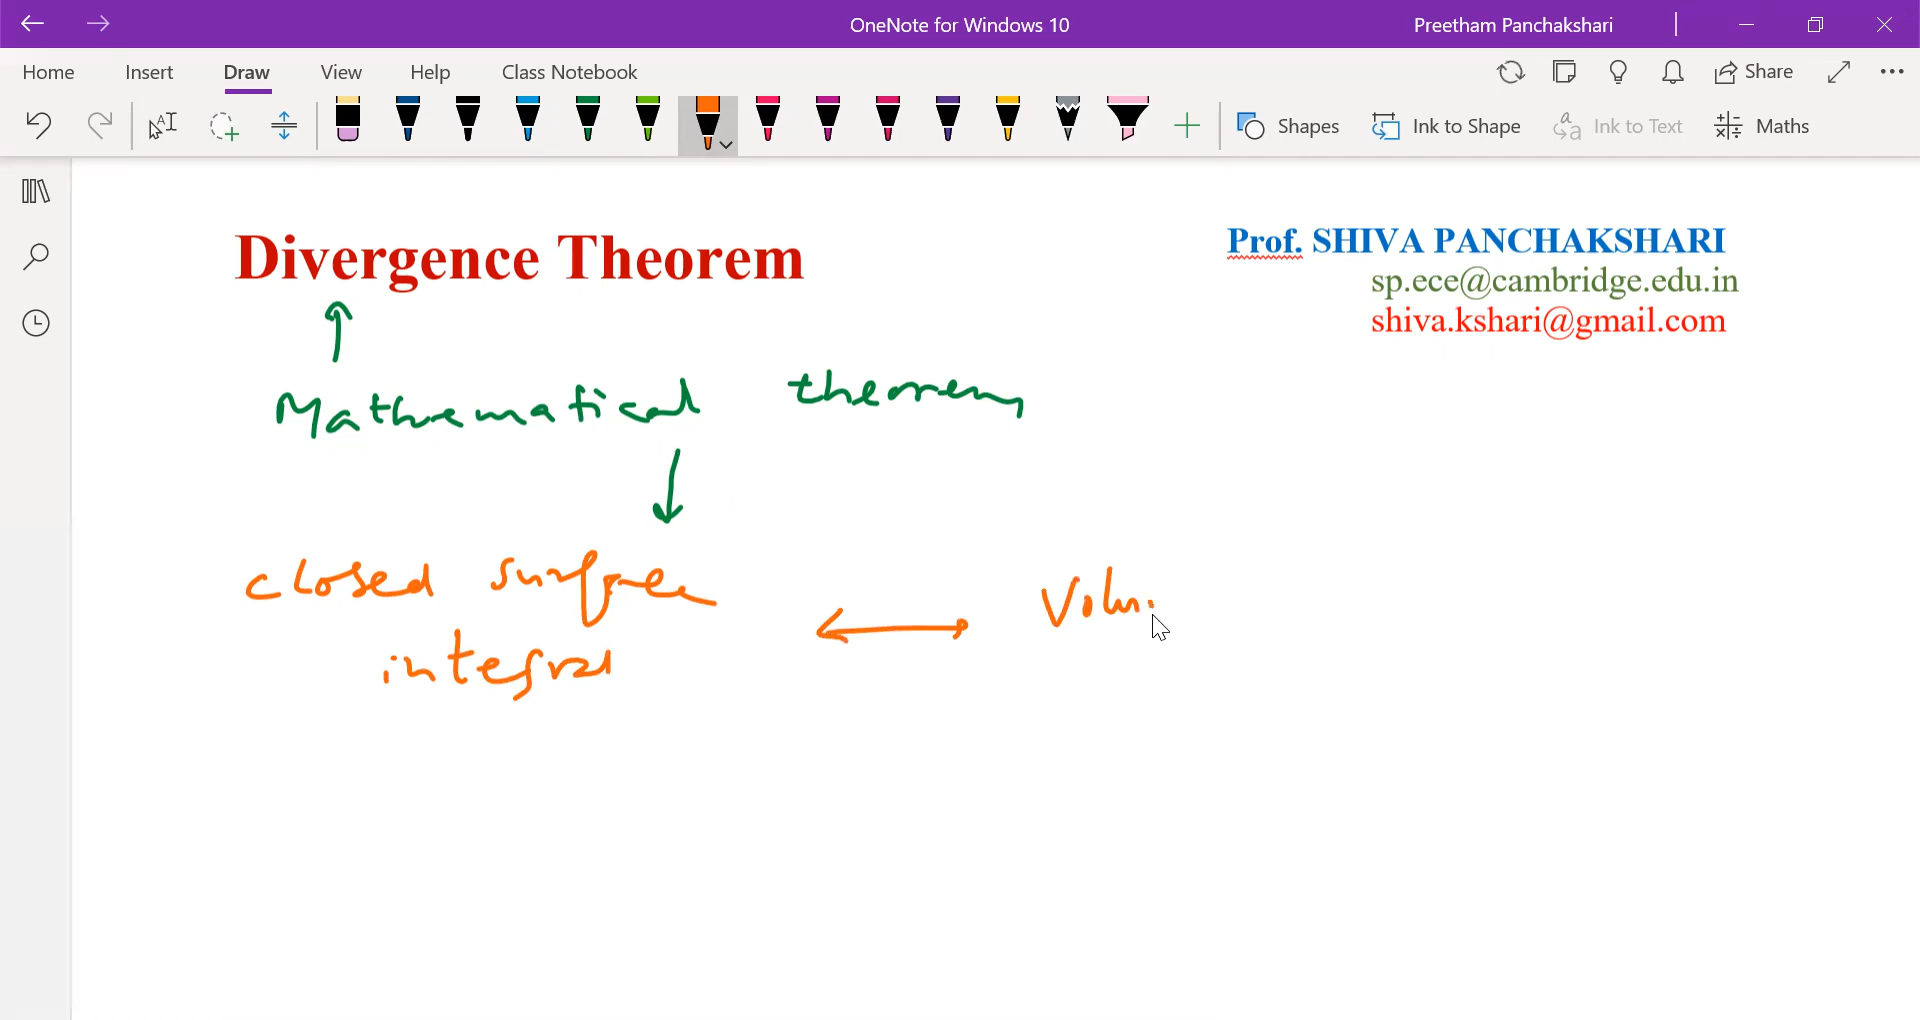 OneNote for Windows 10
Preetham Panchakshari
Home Insert Draw View Help Class Notebook
Share
Shapes Ink to Shape Ink to Text Maths
Divergence Theorem
Prof. SHIVA PANCHAKSHARI
sp.ece@cambridge.edu.in
shiva.kshari@gmail.com
Mathematical theorem
closed surface
integral